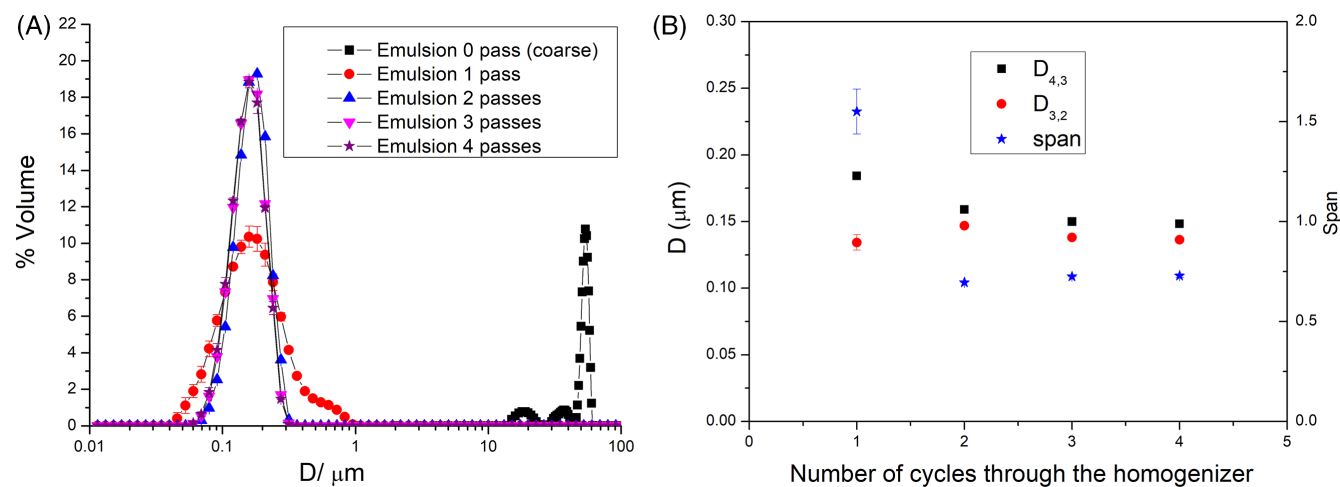 (A)
% Volume
22
20
18
16
14
12
10
8
6
4
2
0
Emulsion 0 pass (coarse)
Emulsion 1 pass
Emulsion 2 passes
Emulsion 3 passes
Emulsion 4 passes
0.01 0.1 1 10 100
D/ μm
(B)
D (μm)
0.30
0.25
0.20
0.15
0.10
0.05
0.00
D4,3
D3,2
span
2.0
1.5
1.0
0.5
0.0
Span
0 1 2 3 4 5
Number of cycles through the homogenizer